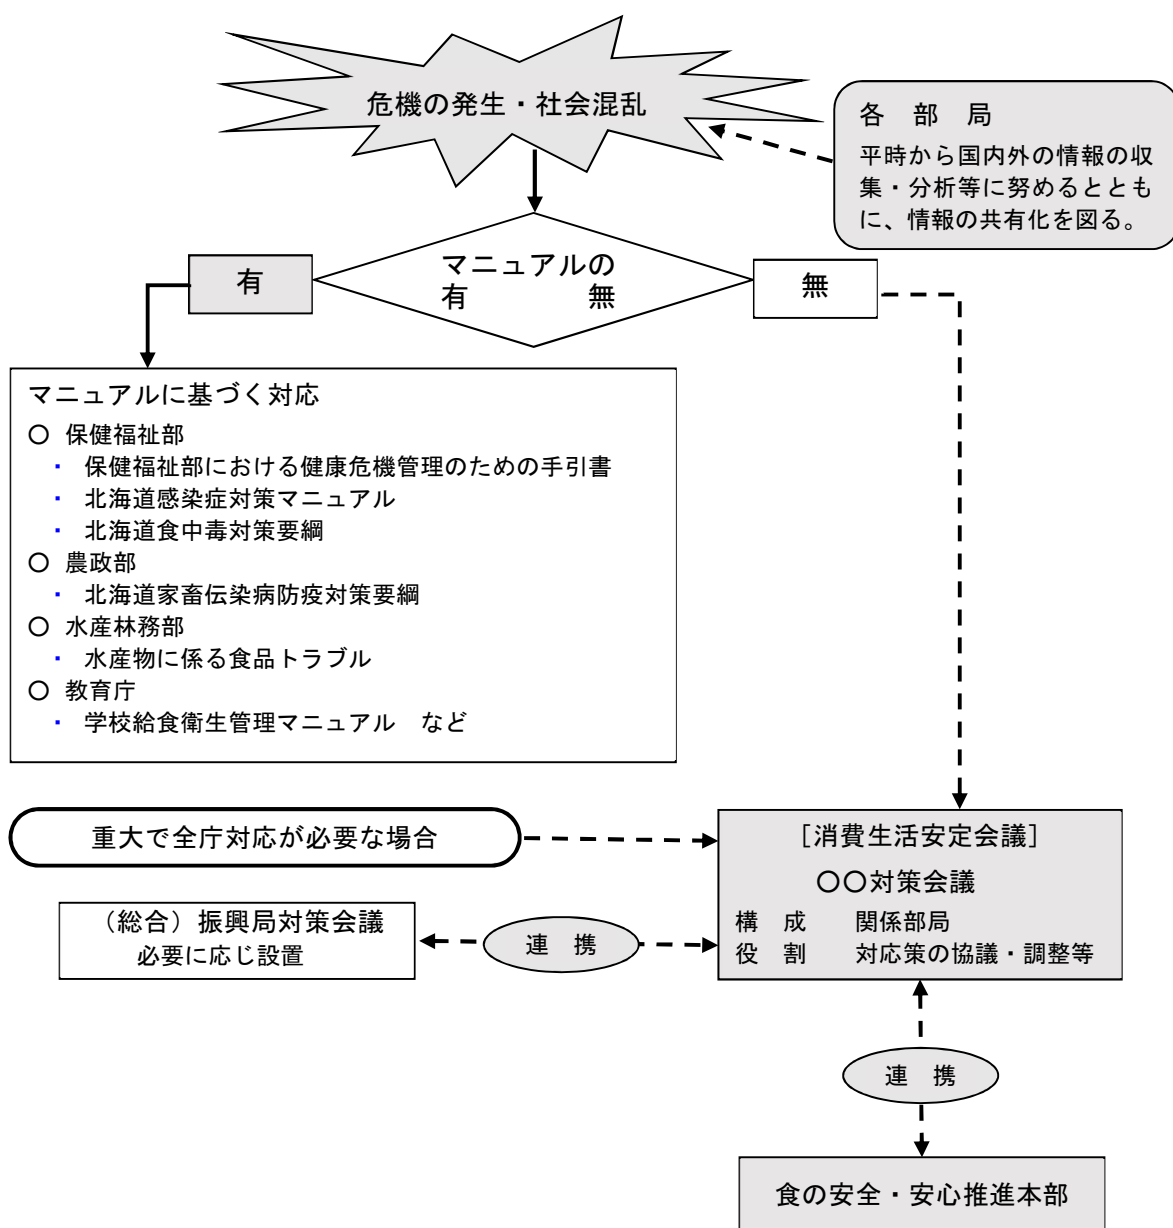 危機の発生・社会混乱
各　部　局
平時から国内外の情報の収
集・分析等に努めるととも
に、情報の共有化を図る。
マニュアルの
有　　　無
有
無
マニュアルに基づく対応
〇 保健福祉部
・ 保健福祉部における健康危機管理のための手引書
・ 北海道感染症対策マニュアル
・ 北海道食中毒対策要綱
〇 農政部
・ 北海道家畜伝染病防疫対策要綱
〇 水産林務部
・ 水産物に係る食品トラブル
〇 教育庁
・ 学校給食衛生管理マニュアル　など
重大で全庁対応が必要な場合
［消費生活安定会議］
〇〇対策会議
構　成　　関係部局
役　割　　対応策の協議・調整等
（総合）振興局対策会議
必要に応じ設置
連　携
連　携
食の安全・安心推進本部